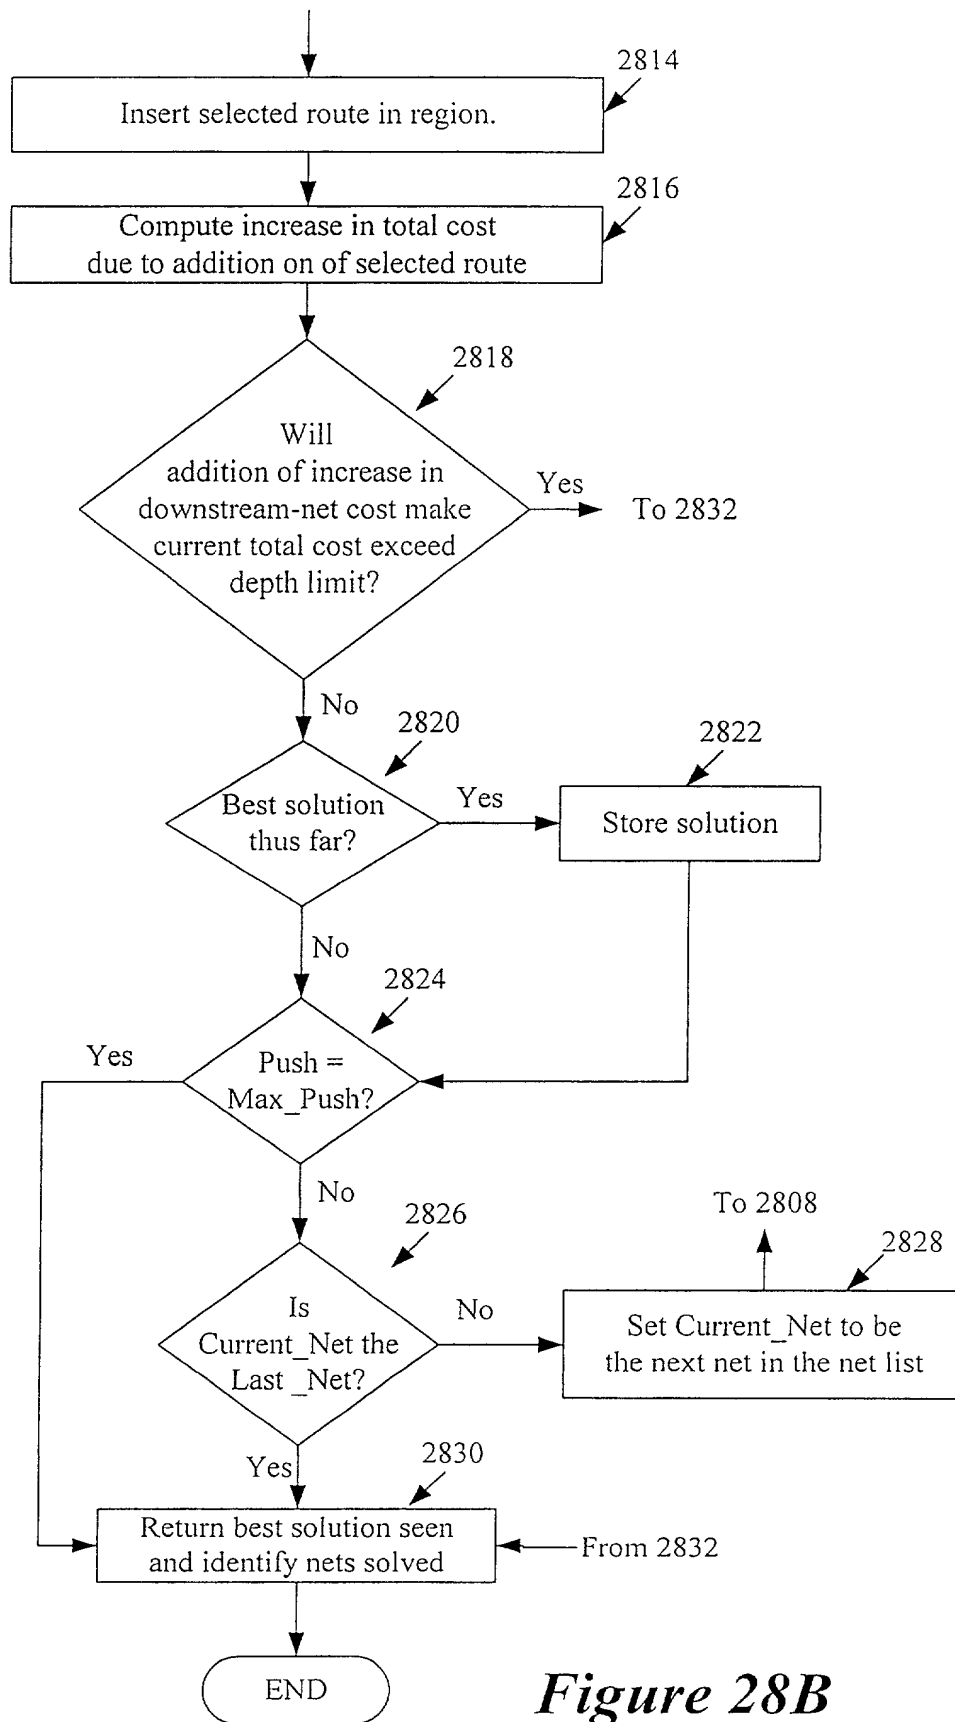 2814
Insert selected route in region.
2816
Compute increase in total cost
due to addition on of selected route
2818
Will
addition of increase in
downstream-net cost make
current total cost exceed
depth limit?
Yes
To 2832
No
2820
2822
Best solution
thus far?
Yes
Store solution
No
2824
Yes
Push =
Max_Push?
No
To 2808
2826
2828
Is
Current_Net the
Last _Net?
No
Set Current_Net to be
the next net in the net list
Yes
2830
Return best solution seen
and identify nets solved
From 2832
END
Figure 28B